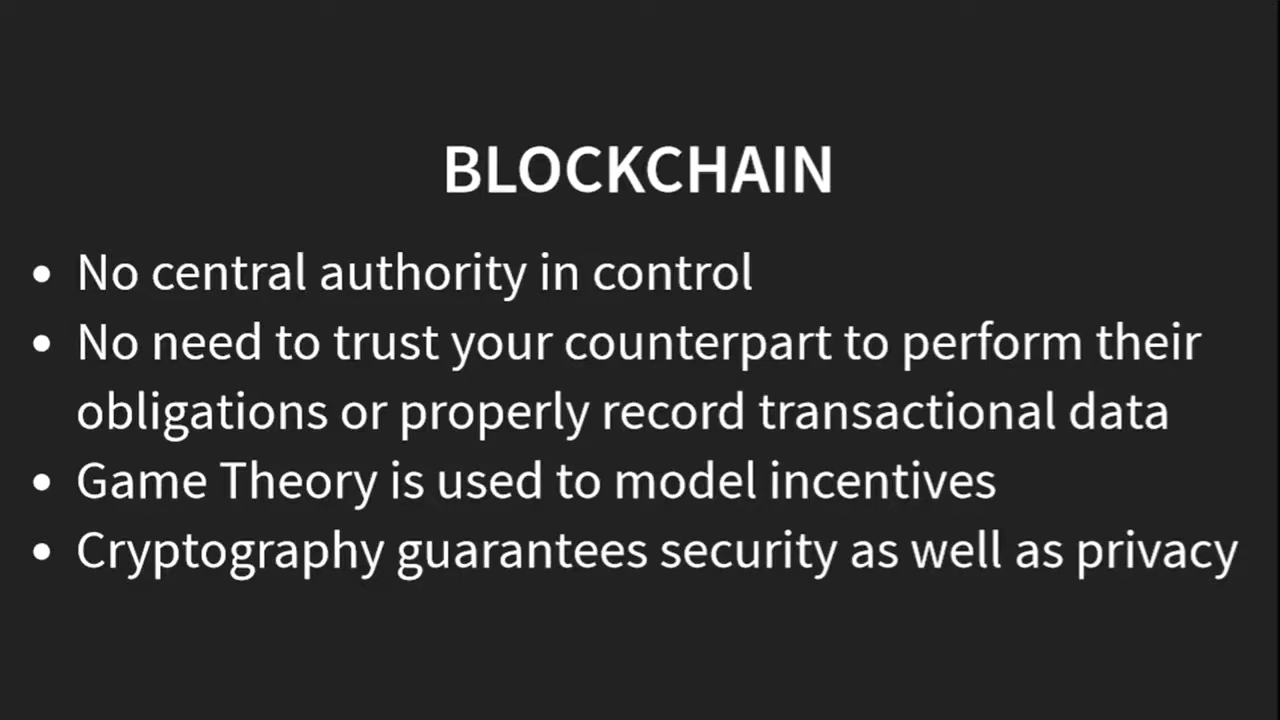 BLOCKCHAIN
• No central authority in control
• No need to trust your counterpart to perform their
obligations or properly record transactional data
• Game Theory is used to model incentives
• Cryptography guarantees security as well as privacy